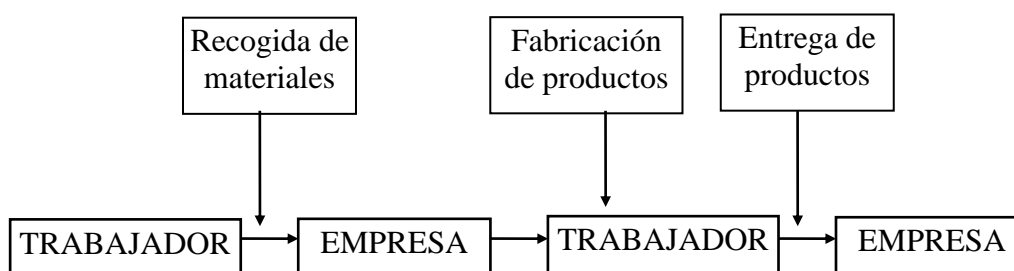 Recogida de
materiales
Fabricación
de productos
Entrega de
productos
TRABAJADOR
EMPRESA
TRABAJADOR
EMPRESA